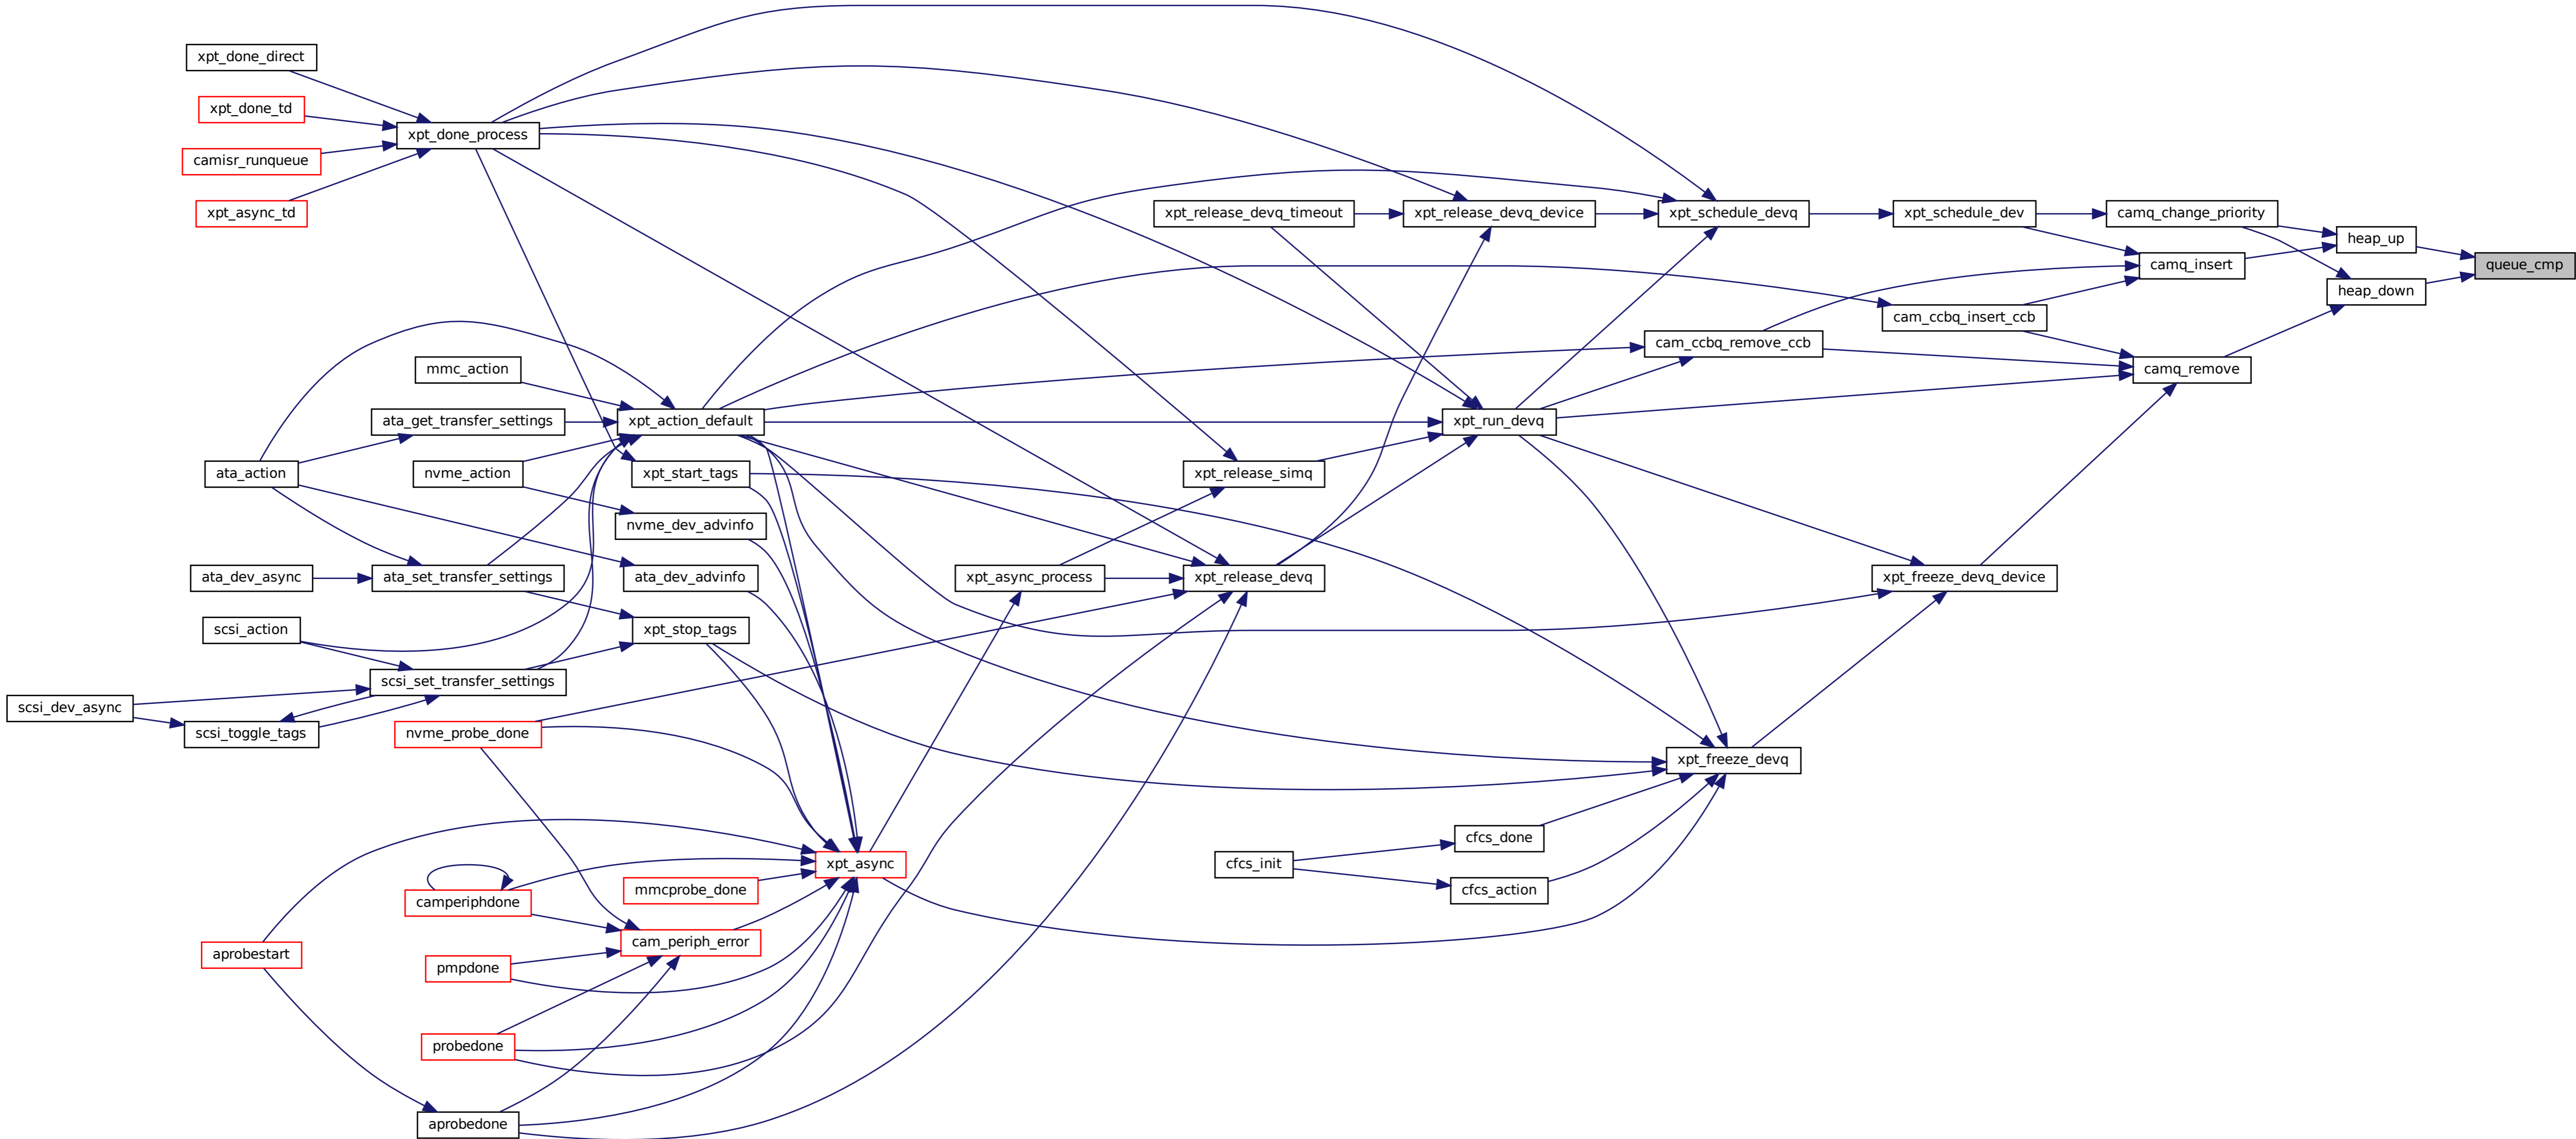 xpt_done_direct
xpt_done_td
xpt_done_process
camisr_runqueue
xpt_async_td
xpt_release_devq_timeout
xpt_release_devq_device
xpt_schedule_devq
xpt_schedule_dev
camq_change_priority
heap_up
camq_insert
queue_cmp
heap_down
cam_ccbq_insert_ccb
cam_ccbq_remove_ccb
mmc_action
camq_remove
ata_get_transfer_settings
xpt_action_default
xpt_run_devq
ata_action
nvme_action
xpt_start_tags
xpt_release_simq
nvme_dev_advinfo
ata_dev_async
ata_set_transfer_settings
ata_dev_advinfo
xpt_async_process
xpt_release_devq
xpt_freeze_devq_device
scsi_action
xpt_stop_tags
scsi_set_transfer_settings
scsi_dev_async
scsi_toggle_tags
nvme_probe_done
xpt_freeze_devq
cfcs_done
cfcs_init
xpt_async
mmcprobe_done
cfcs_action
camperiphdone
cam_periph_error
aprobestart
pmpdone
probedone
aprobedone